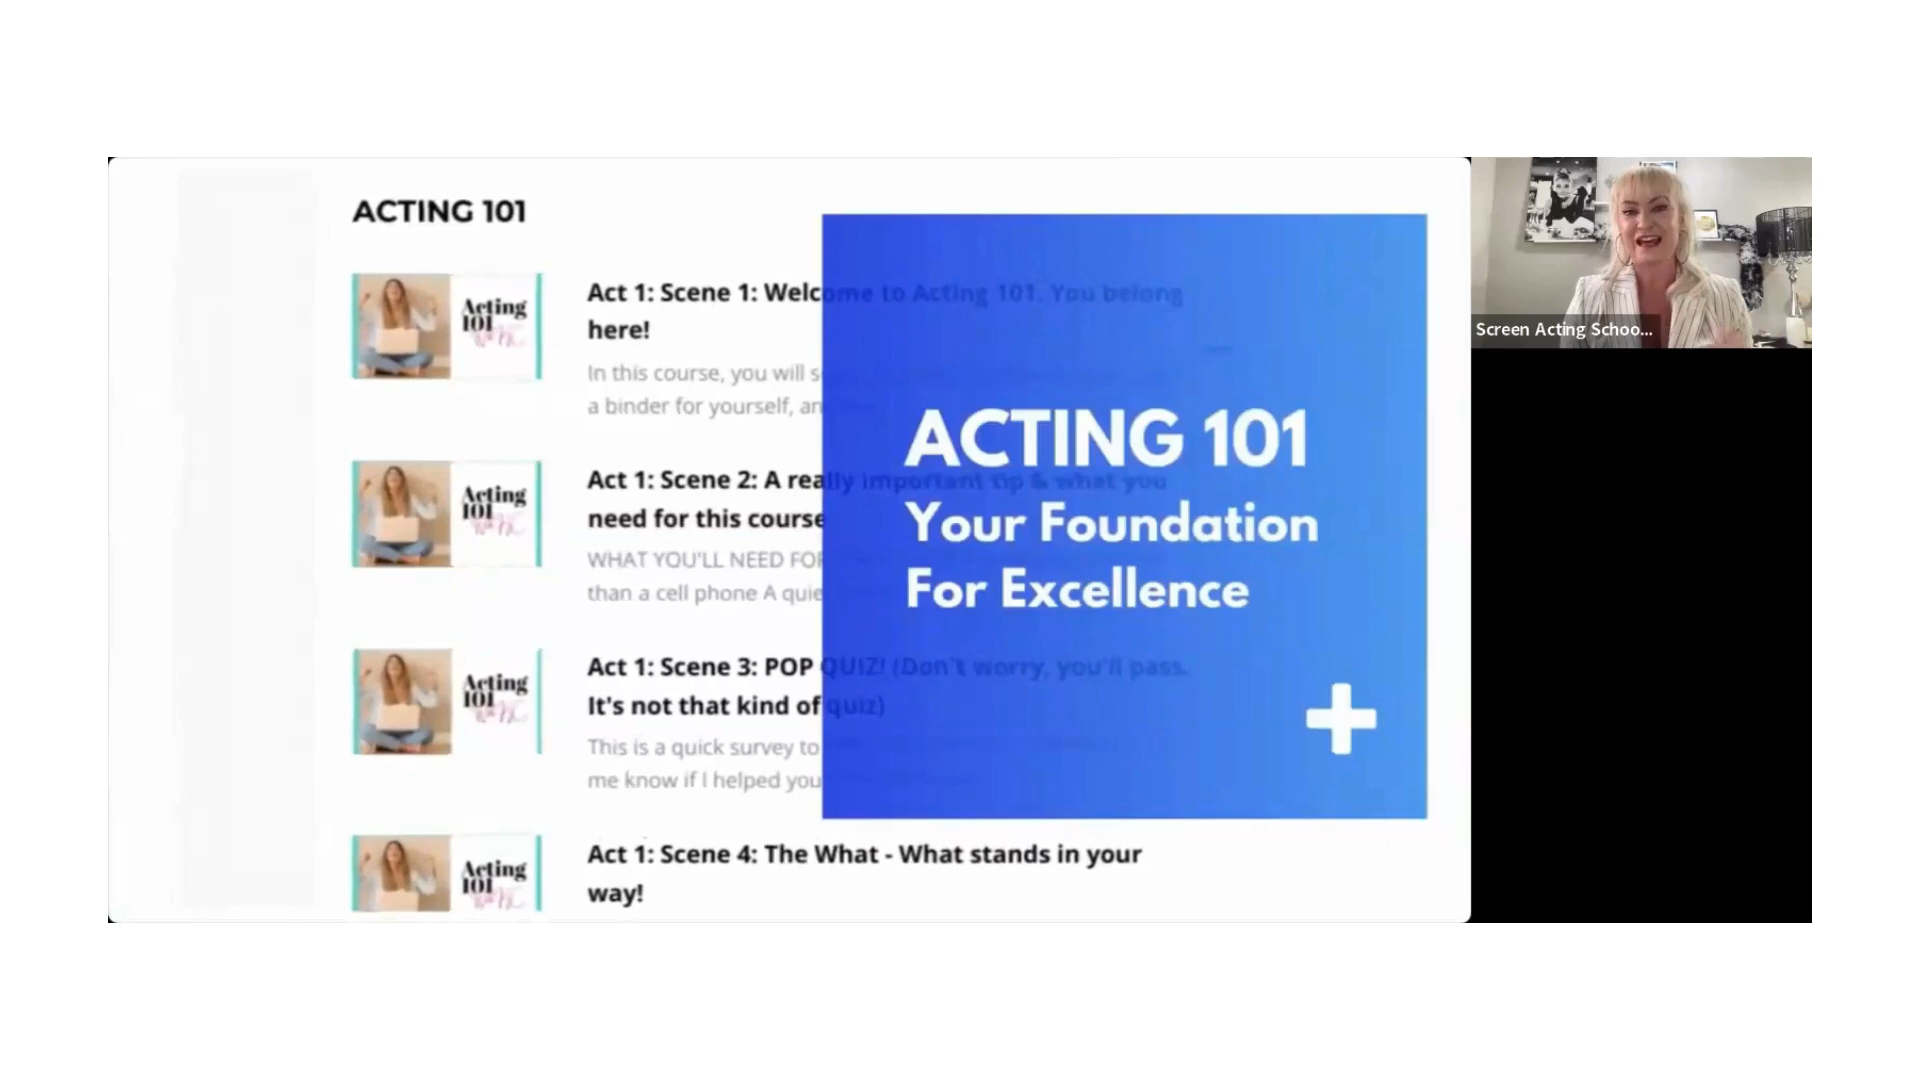 ACTING 101
Acting
101
Act 1: Scene 1: Welcome to Acting 101. You belong
here!
In this course, you will
a binder for yourself,
Acting
101
Act 1: Scene 2: A really important tip & what you
need for this course
WHAT YOU'LL NEED FOR
than a cell phone A
Acting
101
Act 1: Scene 3: POP QUIZ! (Don't worry, you'll pass.
It's not that kind of quiz)
This is a quick survey to
me know if I helped you
Acting
101
Act 1: Scene 4: The What - What stands in your
way!
ACTING 101
Your Foundation
For Excellence
Screen Acting Schoo...